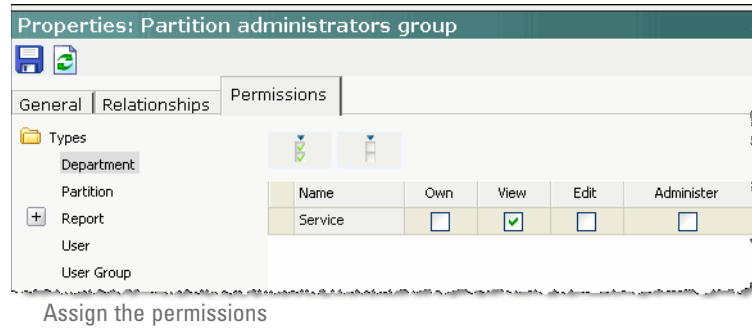 Properties: Partition administrators group
General Relationships Permissions
Types
Department
Partition
Report
User
User Group
Name Own View Edit Administer
Service
Assign the permissions